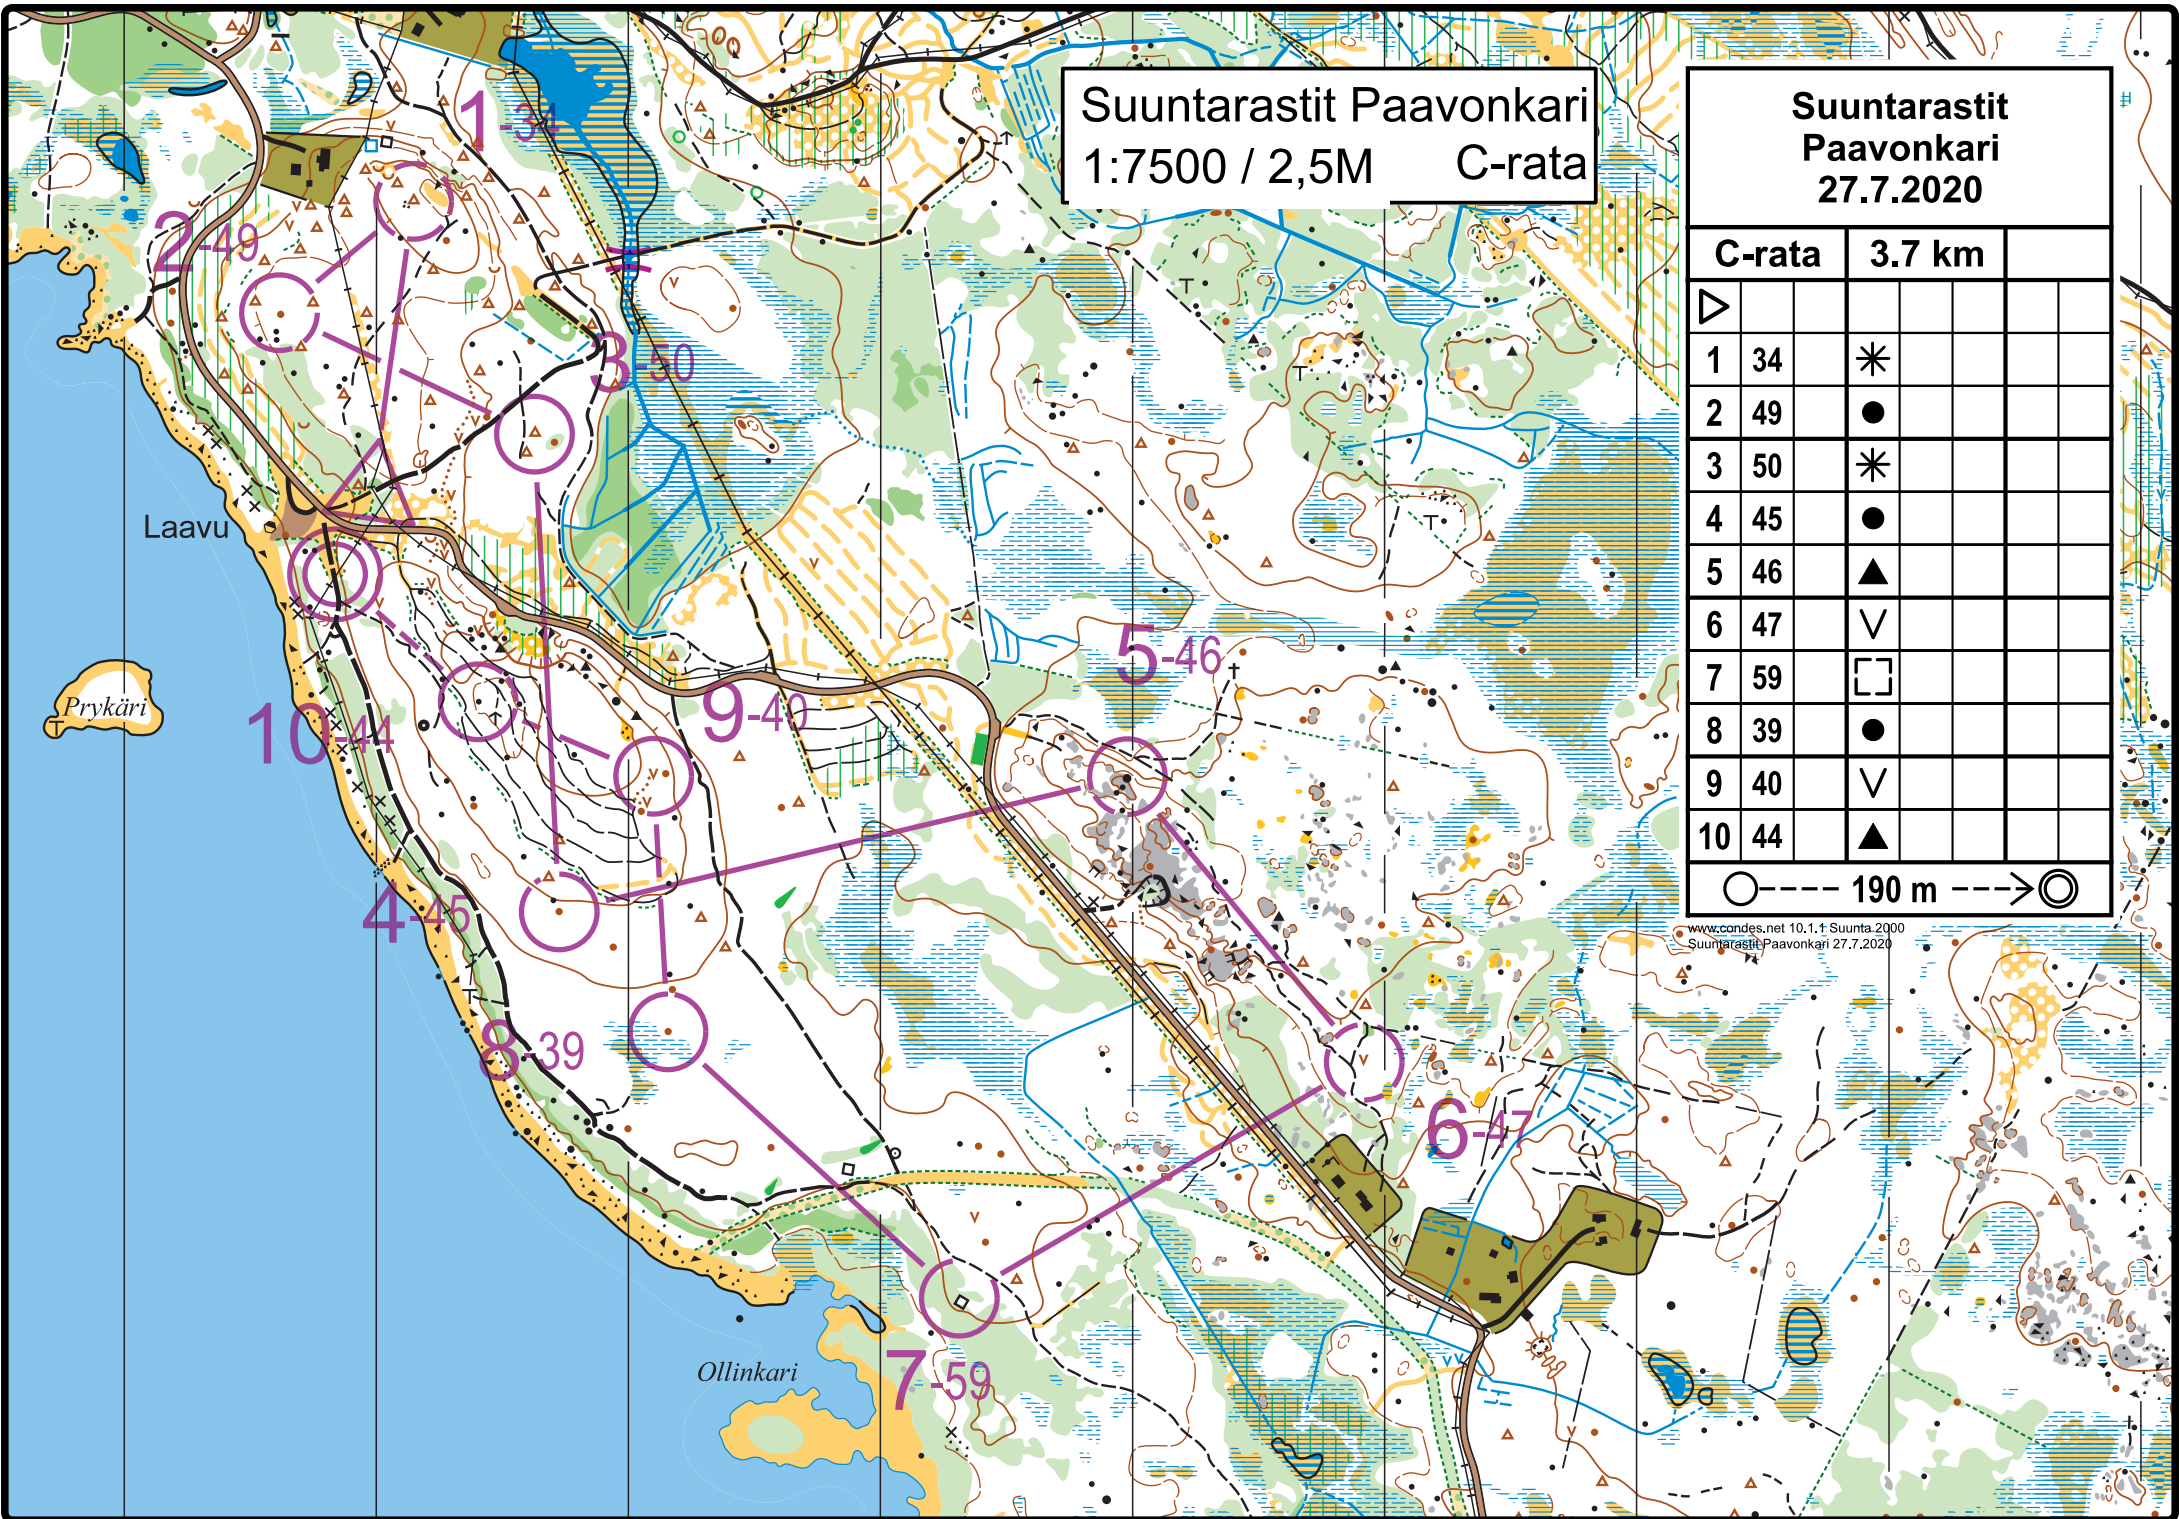 Suuntarastit Paavonkari
1:7500 / 2,5M C-rata
Suuntarastit
Paavonkari
27.7.2020
C-rata 3.7 km
1 34
2 49
3 50
4 45
5 46
6 47
7 59
8 39
9 40
10 44
190 m
www.condes.net 10.1.1 Suunta 2000
Suuntarastit Paavonkari 27.7.2020
1-34
2-49
3-50
Laavu
5-46
Prykäri
10-44
9-40
4-45
8-39
6-47
Ollinkari
7-59